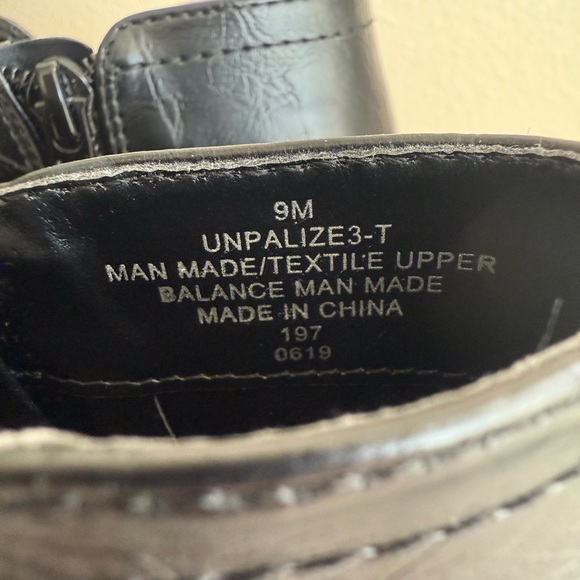 9M
UNPALIZE3-T
MAN MADE/TEXTILE UPPER
BALANCE MAN MADE
MADE IN CHINA
197
0619